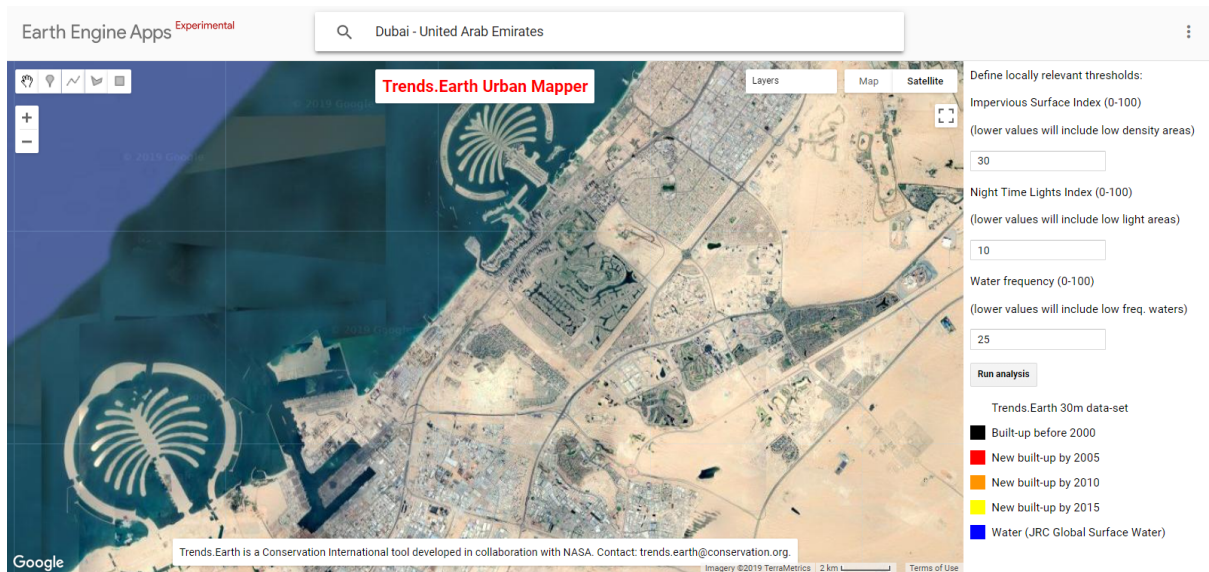 Earth Engine Apps Experimental
Dubai - United Arab Emirates
Trends.Earth Urban Mapper
Layers
Map
Satellite
© 2019 Google
© 2019 Google
© 2019 Google
Define locally relevant thresholds:
Impervious Surface Index (0-100)
(lower values will include low density areas)
30
Night Time Lights Index (0-100)
(lower values will include low light areas)
10
Water frequency (0-100)
(lower values will include low freq. waters)
25
Run analysis
Trends.Earth 30m data-set
Built-up before 2000
New built-up by 2005
New built-up by 2010
New built-up by 2015
Water (JRC Global Surface Water)
Trends.Earth is a Conservation International tool developed in collaboration with NASA. Contact: trends.earth@conservation.org.
Google
Imagery ©2019 TerraMetrics
2 km
Terms of Use